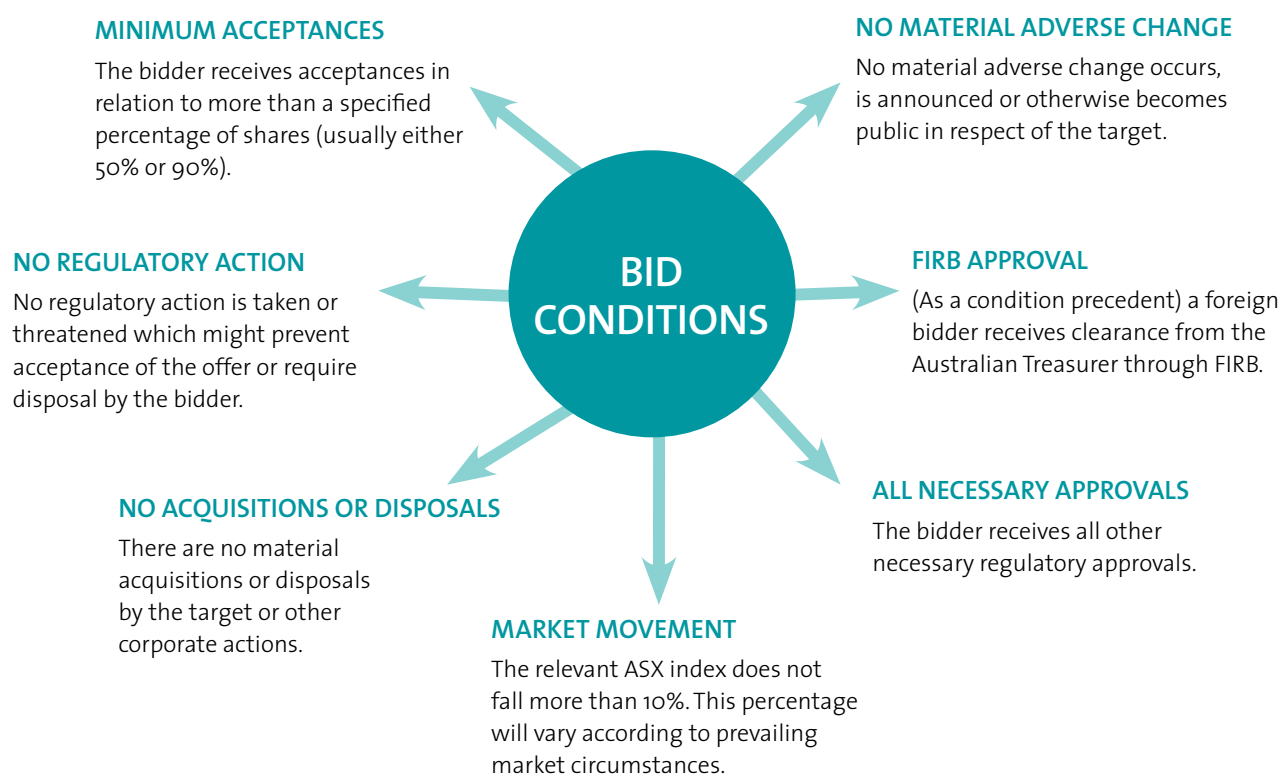 MINIMUM ACCEPTANCES
The bidder receives acceptances in
relation to more than a specified
percentage of shares (usually either
50% or 90%).
NO MATERIAL ADVERSE CHANGE
No material adverse change occurs,
is announced or otherwise becomes
public in respect of the target.
BID
CONDITIONS
NO REGULATORY ACTION
No regulatory action is taken or
threatened which might prevent
acceptance of the offer or require
disposal by the bidder.
FIRB APPROVAL
(As a condition precedent) a foreign
bidder receives clearance from the
Australian Treasurer through FIRB.
NO ACQUISITIONS OR DISPOSALS
There are no material
acquisitions or disposals
by the target or other
corporate actions.
ALL NECESSARY APPROVALS
The bidder receives all other
necessary regulatory approvals.
MARKET MOVEMENT
The relevant ASX index does not
fall more than 10%. This percentage
will vary according to prevailing
market circumstances.